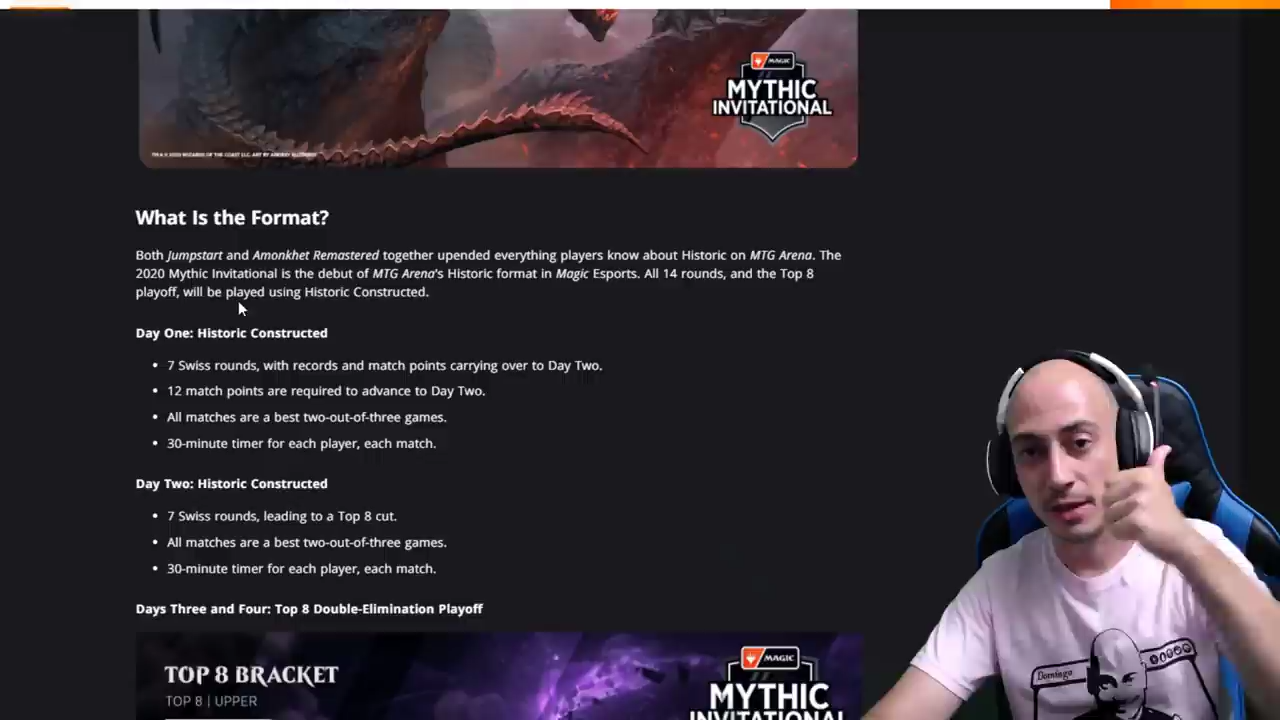 MAGIC
MYTHIC
INVITATIONAL
What Is the Format?
Both Jumpstart and Amonkhet Remastered together upended everything players know about Historic on MTG Arena. The
2020 Mythic Invitational is the debut of MTG Arena's Historic format in Magic Esports. All 14 rounds, and the Top 8
playoff, will be played using Historic Constructed.
Day One: Historic Constructed
• 7 Swiss rounds, with records and match points carrying over to Day Two.
• 12 match points are required to advance to Day Two.
• All matches are a best two-out-of-three games.
• 30-minute timer for each player, each match.
Day Two: Historic Constructed
• 7 Swiss rounds, leading to a Top 8 cut.
• All matches are a best two-out-of-three games.
• 30-minute timer for each player, each match.
Days Three and Four: Top 8 Double-Elimination Playoff
TOP 8 BRACKET
TOP 8 | UPPER
MAGIC
MYTHIC
INVITATIONAL
Domingo